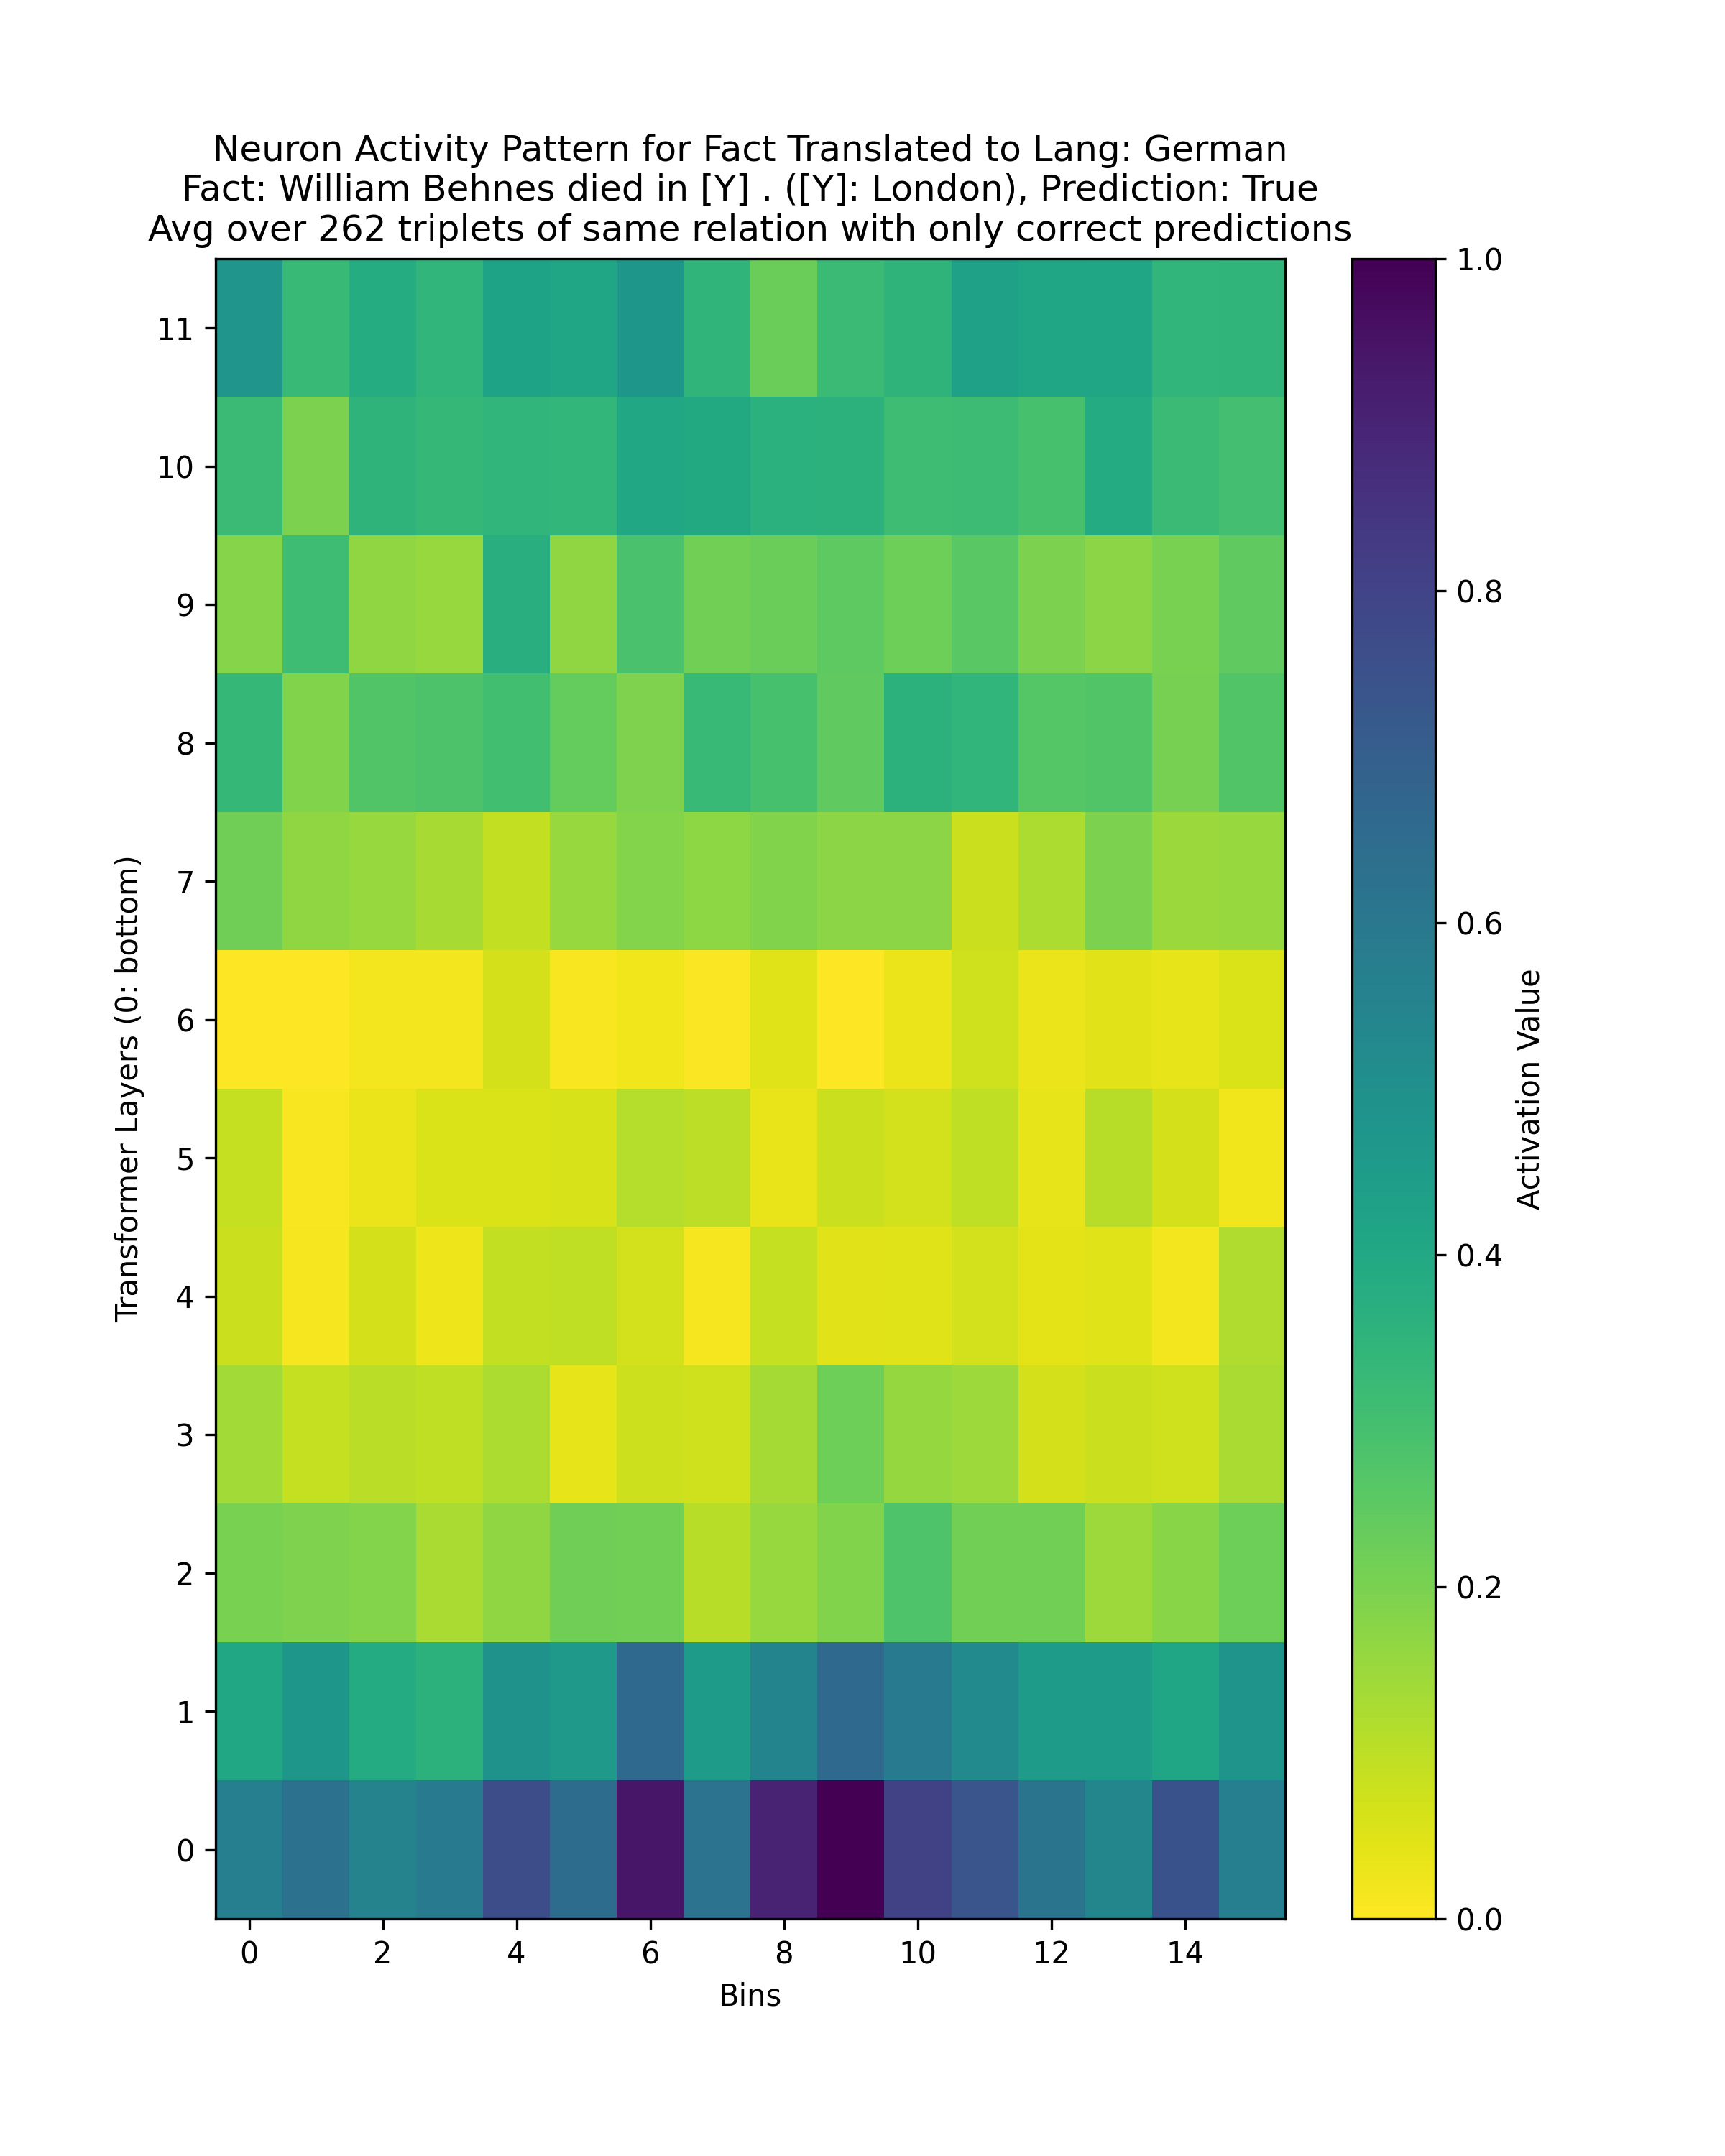 Neuron Activity Pattern for Fact Translated to Lang: German
Fact: William Behnes died in [Y] . ([Y]: London), Prediction: True
Avg over 262 triplets of same relation with only correct predictions
11
10
9
8
7
6
5
4
3
2
1
0
Transformer Layers (0: bottom)
0 2 4 6 8 10 12 14
Bins
1.0
0.8
0.6
0.4
0.2
0.0
Activation Value